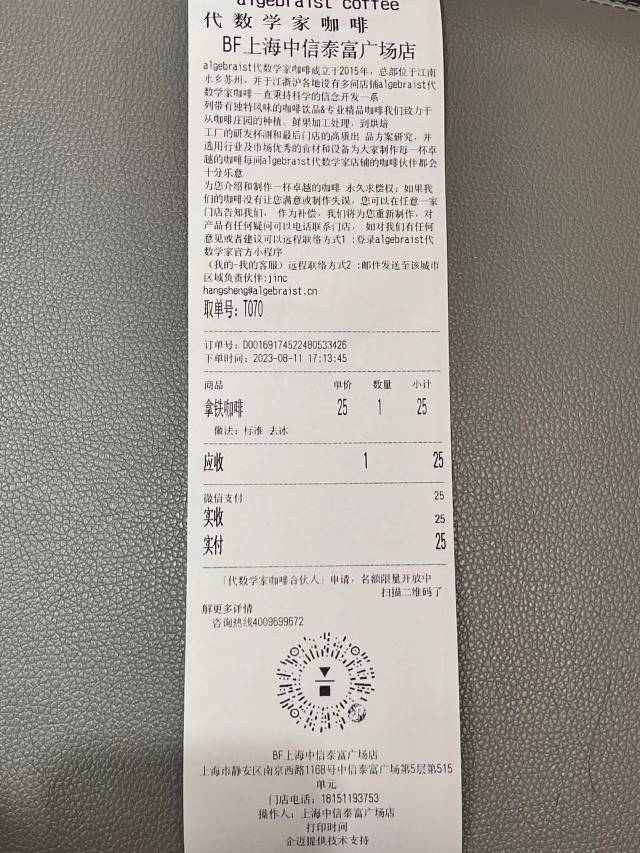 algebraist coffee
代数学家咖啡
BF上海中信泰富广场店
algebraist代数学家咖啡成立于2015年，总部位于江南
水乡苏州，并于江浙沪各地设有多间店铺algebraist代
数学家咖啡一直秉持科学的信念开发一系
列带有独特风味的咖啡饮品&专业精品咖啡我们致力于
从咖啡庄园的种植、鲜果加工处理，到烘焙
工厂的研发杯测和最后门店的高质出 品方案研究，并
选用行业及市场优秀的食材和设备为大家制作每一杯卓
越的咖啡每间algebraist代数学家店铺的咖啡伙伴都会
十分乐意
为您介绍和制作一杯卓越的咖啡 永久求偿权：如果我
们的咖啡没有让您满意或制作失误，您可以在任意一家
门店告知我们， 作为补偿，我们将为您重新制作，对
产品有任何疑问可以电话联系门店， 如对我们有任何
意见或者建议可以远程联络方式1 :登录algebraist代
数学家官方小程序
（我的-我的客服）远程联络方式2 :邮件发送至该城市
区域负责伙伴:jinc
hangsheng@algebraist.cn
取单号: T070
订单号: D00169174522480533426
下单时间: 2023-08-11 17:13:45
商品 单价 数量 小计
拿铁咖啡 25 1 25
做法: 标准 去冰
应收 1 25
微信支付 25
实收 25
实付 25
「代数学家咖啡合伙人」申请，名额限量开放中
扫描二维码了
解更多详情
咨询热线4009699672
BF上海中信泰富广场店
上海市静安区南京西路1168号中信泰富广场第5层第515
单元
门店电话: 18151193753
操作人: 上海中信泰富广场店
打印时间
企迈提供技术支持